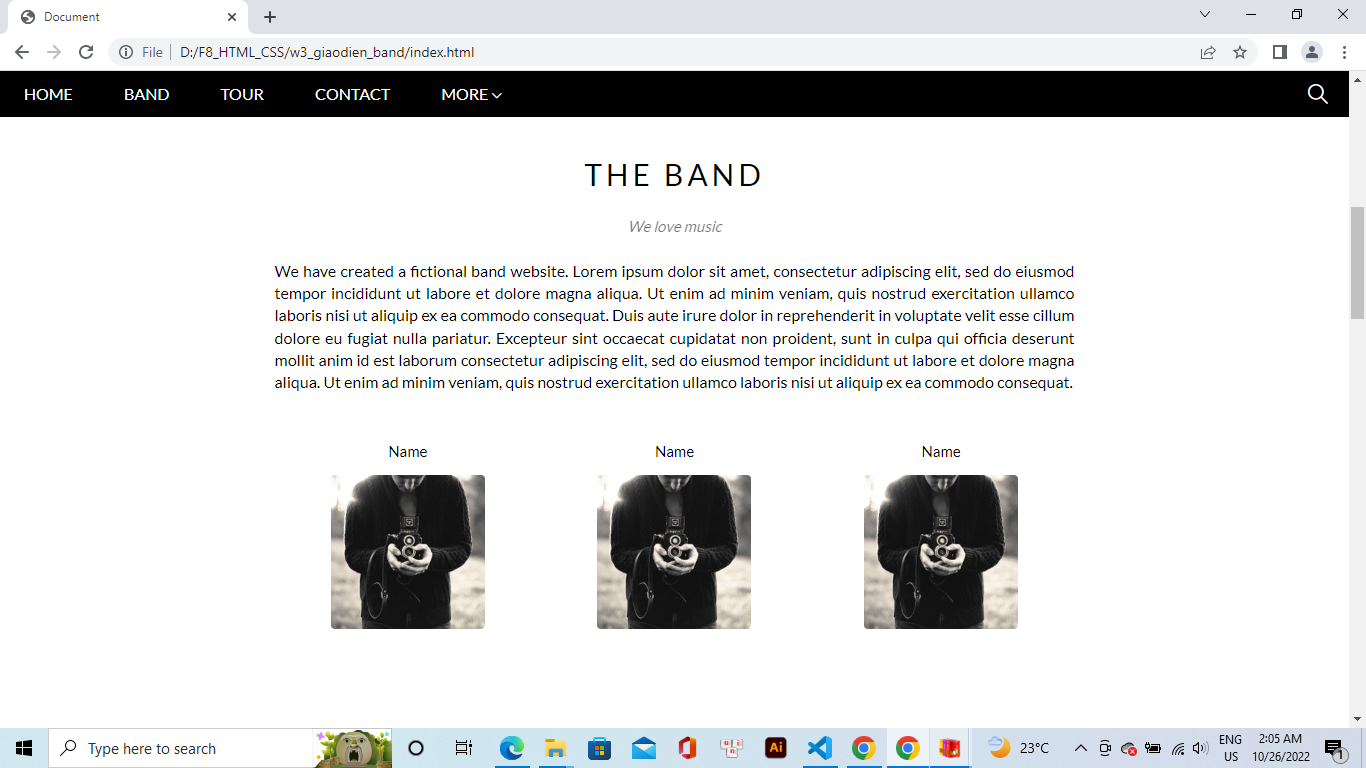 Document
File
D:/F8_HTML_CSS/w3_giaodien_band/index.html
HOME BAND TOUR CONTACT MORE
THE BAND
We love music
We have created a fictional band website. Lorem ipsum dolor sit amet, consectetur adipiscing elit, sed do eiusmod
tempor incididunt ut labore et dolore magna aliqua. Ut enim ad minim veniam, quis nostrud exercitation ullamco
laboris nisi ut aliquip ex ea commodo consequat. Duis aute irure dolor in reprehenderit in voluptate velit esse cillum
dolore eu fugiat nulla pariatur. Excepteur sint occaecat cupidatat non proident, sunt in culpa qui officia deserunt
mollit anim id est laborum consectetur adipiscing elit, sed do eiusmod tempor incididunt ut labore et dolore magna
aliqua. Ut enim ad minim veniam, quis nostrud exercitation ullamco laboris nisi ut aliquip ex ea commodo consequat.
Name Name Name
Type here to search
Ai
23°C
ENG
US
2:05 AM
10/26/2022
1